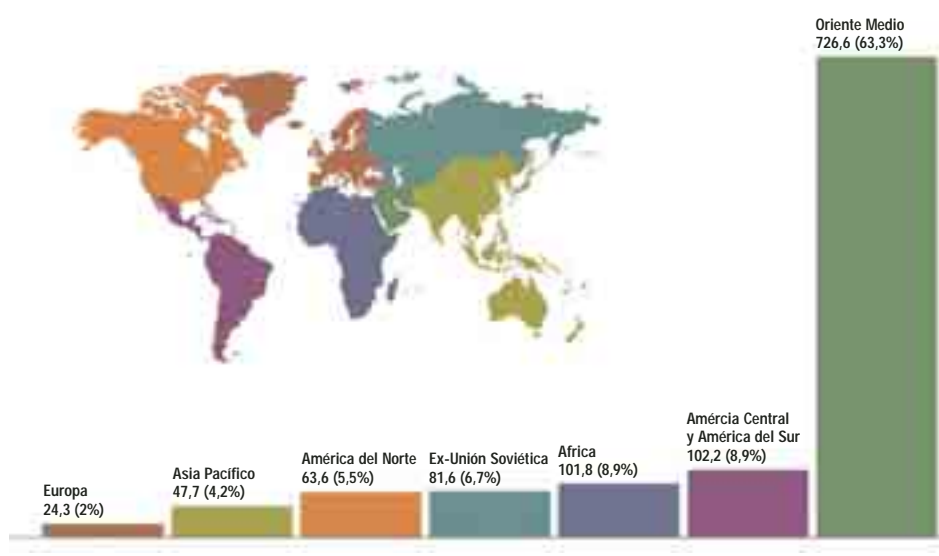 Oriente Medio
726,6 (63,3%)
Amércia Central
y América del Sur
102,2 (8,9%)
Africa
101,8 (8,9%)
América del Norte
63,6 (5,5%)
Ex-Unión Soviética
81,6 (6,7%)
Asia Pacífico
47,7 (4,2%)
Europa
24,3 (2%)